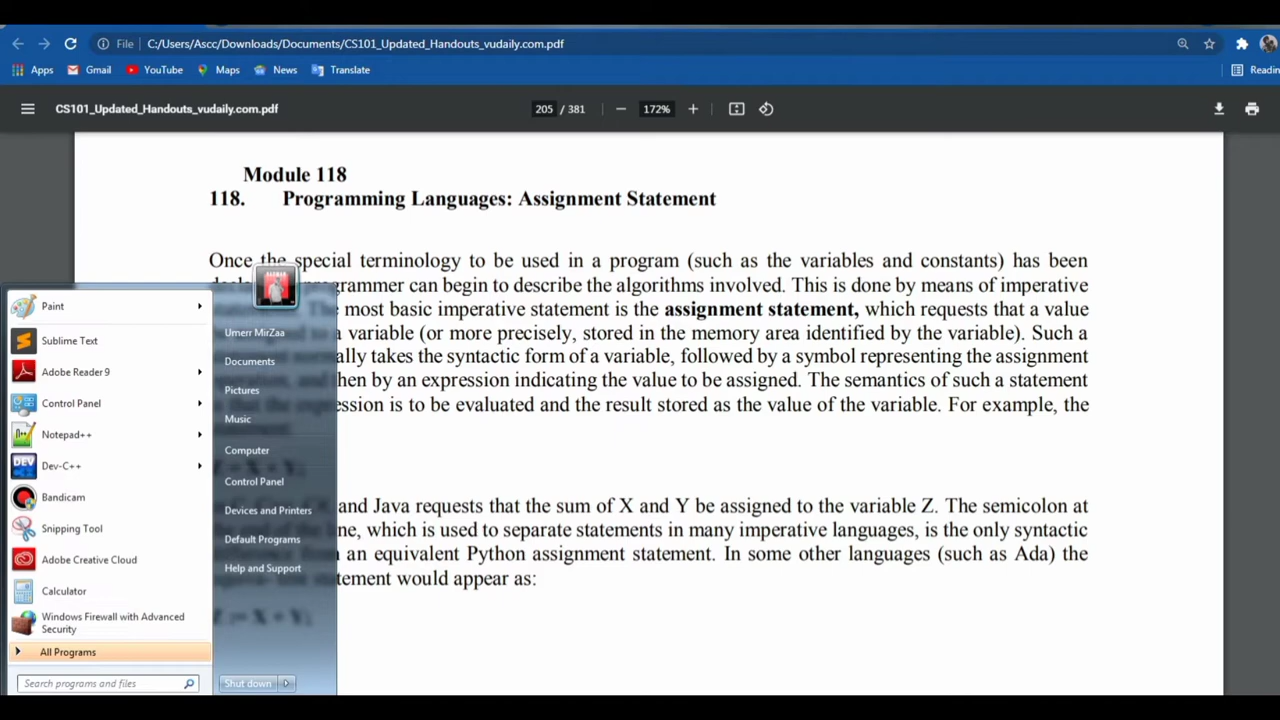 File C:/Users/Ascc/Downloads/Documents/CS101_Updated_Handouts_vudaily.com.pdf
Apps Gmail YouTube Maps News Translate Readin
CS101_Updated_Handouts_vudaily.com.pdf 205 / 381 172%
Module 118
118. Programming Languages: Assignment Statement
Once the special terminology to be used in a program (such as the variables and constants) has been
programmer can begin to describe the algorithms involved. This is done by means of imperative
most basic imperative statement is the assignment statement, which requests that a value
to a variable (or more precisely, stored in the memory area identified by the variable). Such a
normally takes the syntactic form of a variable, followed by a symbol representing the assignment
then by an expression indicating the value to be assigned. The semantics of such a statement
expression is to be evaluated and the result stored as the value of the variable. For example, the
Z = X + Y;
and Java requests that the sum of X and Y be assigned to the variable Z. The semicolon at
line, which is used to separate statements in many imperative languages, is the only syntactic
an equivalent Python assignment statement. In some other languages (such as Ada) the
statement would appear as:
Z := X + Y;
Paint
Sublime Text
Adobe Reader 9
Control Panel
Notepad++
Dev-C++
Bandicam
Snipping Tool
Adobe Creative Cloud
Calculator
Windows Firewall with Advanced
Security
All Programs
Search programs and files
Umerr MirZaa
Documents
Pictures
Music
Computer
Control Panel
Devices and Printers
Default Programs
Help and Support
Shut down